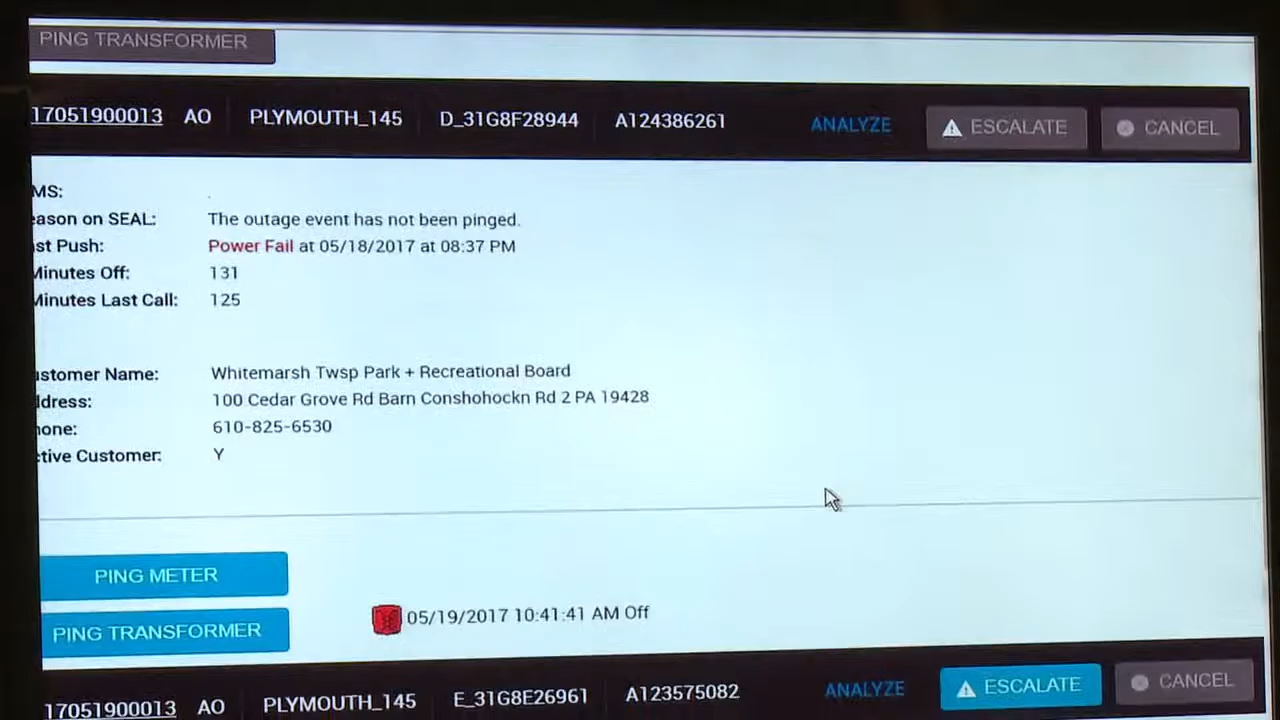 PING TRANSFORMER
17051900013 AO PLYMOUTH_145 D_31G8F28944 A124386261 ANALYZE ESCALATE CANCEL
MS:
eason on SEAL: The outage event has not been pinged.
st Push: Power Fail at 05/18/2017 at 08:37 PM
Minutes Off: 131
Minutes Last Call: 125
ustomer Name: Whitemarsh Twsp Park + Recreational Board
ddress: 100 Cedar Grove Rd Barn Conshohockn Rd 2 PA 19428
hone: 610-825-6530
ctive Customer: Y
PING METER
PING TRANSFORMER 05/19/2017 10:41:41 AM Off
17051900013 AO PLYMOUTH_145 E_31G8E26961 A123575082 ANALYZE ESCALATE CANCEL